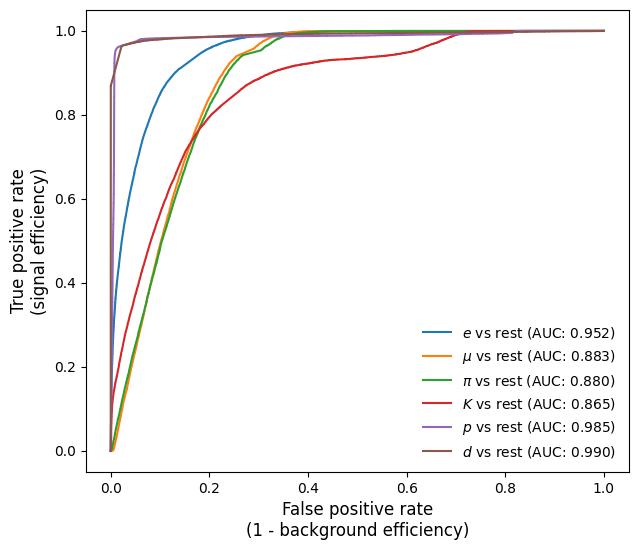 1.0
0.8
0.6
0.4
0.2
0.0
True positive rate
(signal efficiency)
e vs rest (AUC: 0.952)
μ vs rest (AUC: 0.883)
π vs rest (AUC: 0.880)
K vs rest (AUC: 0.865)
p vs rest (AUC: 0.985)
d vs rest (AUC: 0.990)
0.0 0.2 0.4 0.6 0.8 1.0
False positive rate
(1 - background efficiency)